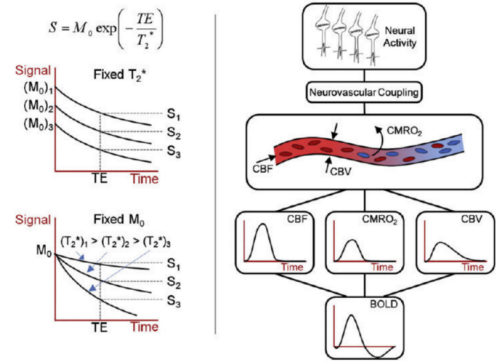 S = M₀ exp(-TE/T₂*)
Signal
Fixed T₂*
(M₀)₁
(M₀)₂
(M₀)₃
S₁
S₂
S₃
TE
Time
Signal
Fixed M₀
M₀
(T₂*)₁ > (T₂*)₂ > (T₂*)₃
S₁
S₂
S₃
TE
Time
Neural
Activity
Neurovascular Coupling
CMRO₂
CBF
CBV
CBF
Time
CMRO₂
Time
CBV
Time
BOLD
Time